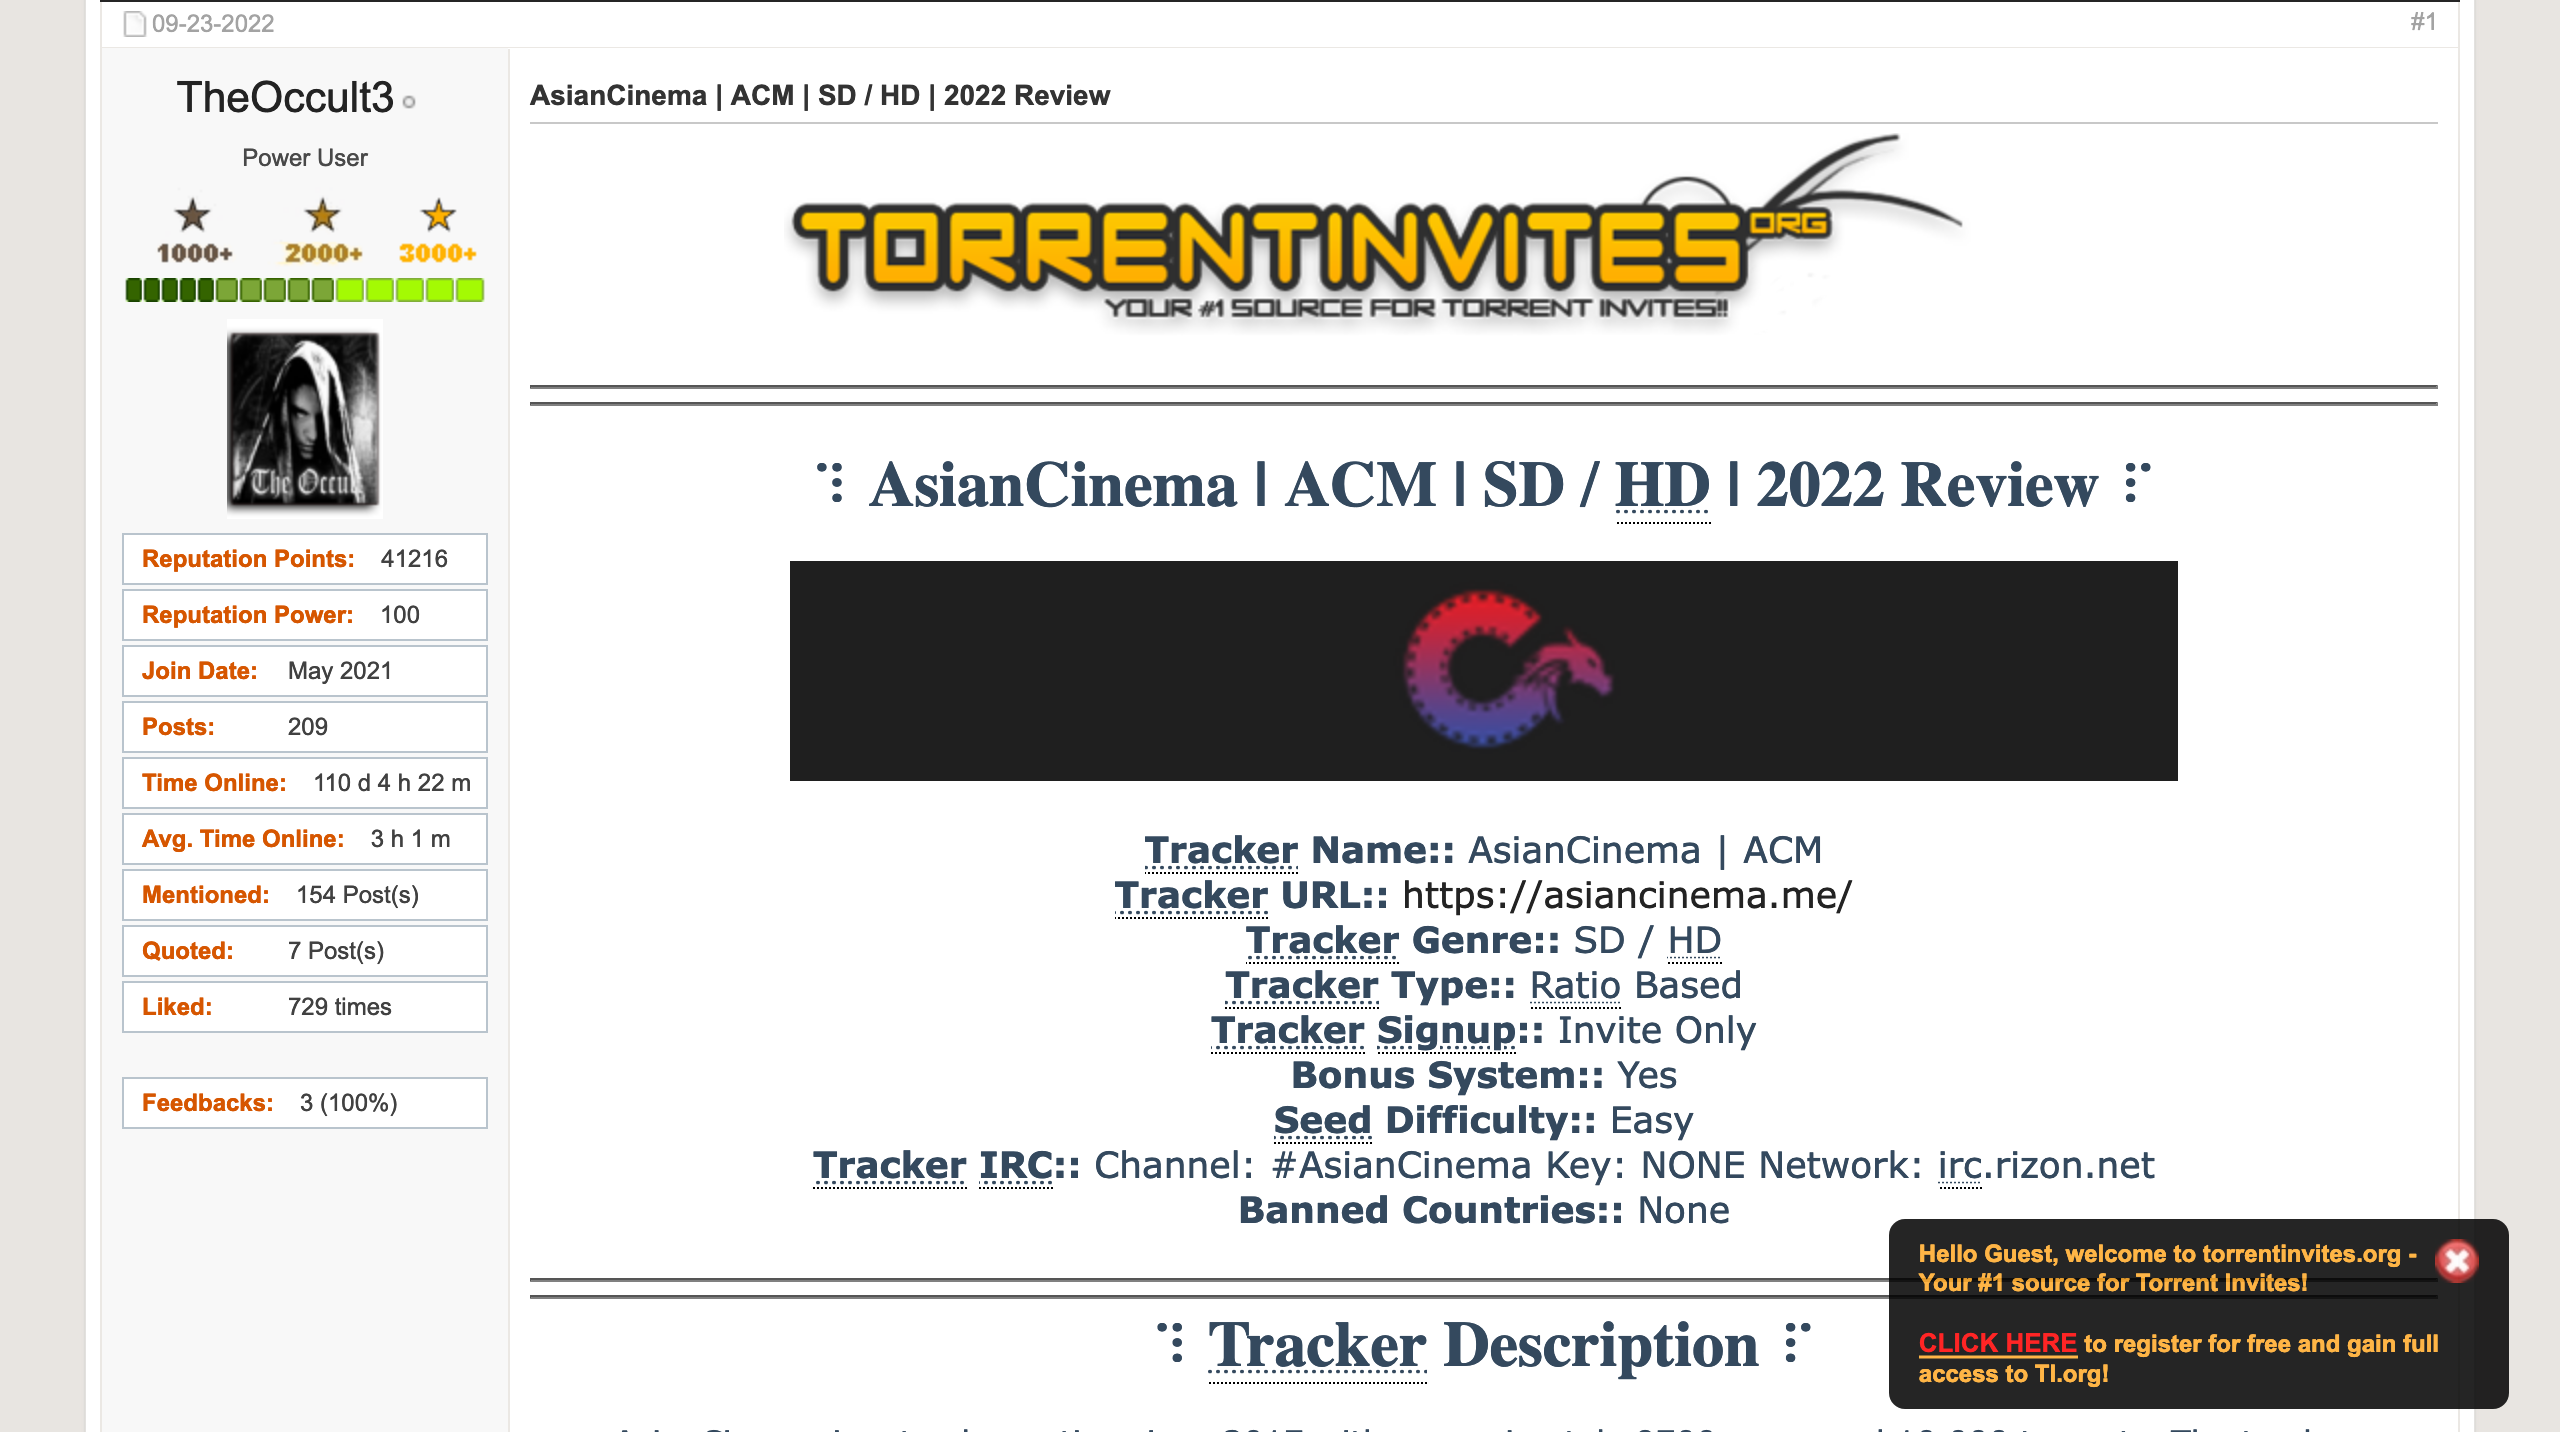 09-23-2022
#1
TheOccult3
Power User
1000+ 2000+ 3000+
The Occult
Reputation Points: 41216
Reputation Power: 100
Join Date: May 2021
Posts: 209
Time Online: 110 d 4 h 22 m
Avg. Time Online: 3 h 1 m
Mentioned: 154 Post(s)
Quoted: 7 Post(s)
Liked: 729 times
Feedbacks: 3 (100%)
AsianCinema | ACM | SD / HD | 2022 Review
TORRENTINVITES ORG
YOUR #1 SOURCE FOR TORRENT INVITES!!
⠙⡇ AsianCinema | ACM | SD / HD | 2022 Review ⡏⠋
Tracker Name:: AsianCinema | ACM
Tracker URL:: https://asiancinema.me/
Tracker Genre:: SD / HD
Tracker Type:: Ratio Based
Tracker Signup:: Invite Only
Bonus System:: Yes
Seed Difficulty:: Easy
Tracker IRC:: Channel: #AsianCinema Key: NONE Network: irc.rizon.net
Banned Countries:: None
Tracker Description
Hello Guest, welcome to torrentinvites.org -
Your #1 source for Torrent Invites!
CLICK HERE to register for free and gain full
access to TI.org!